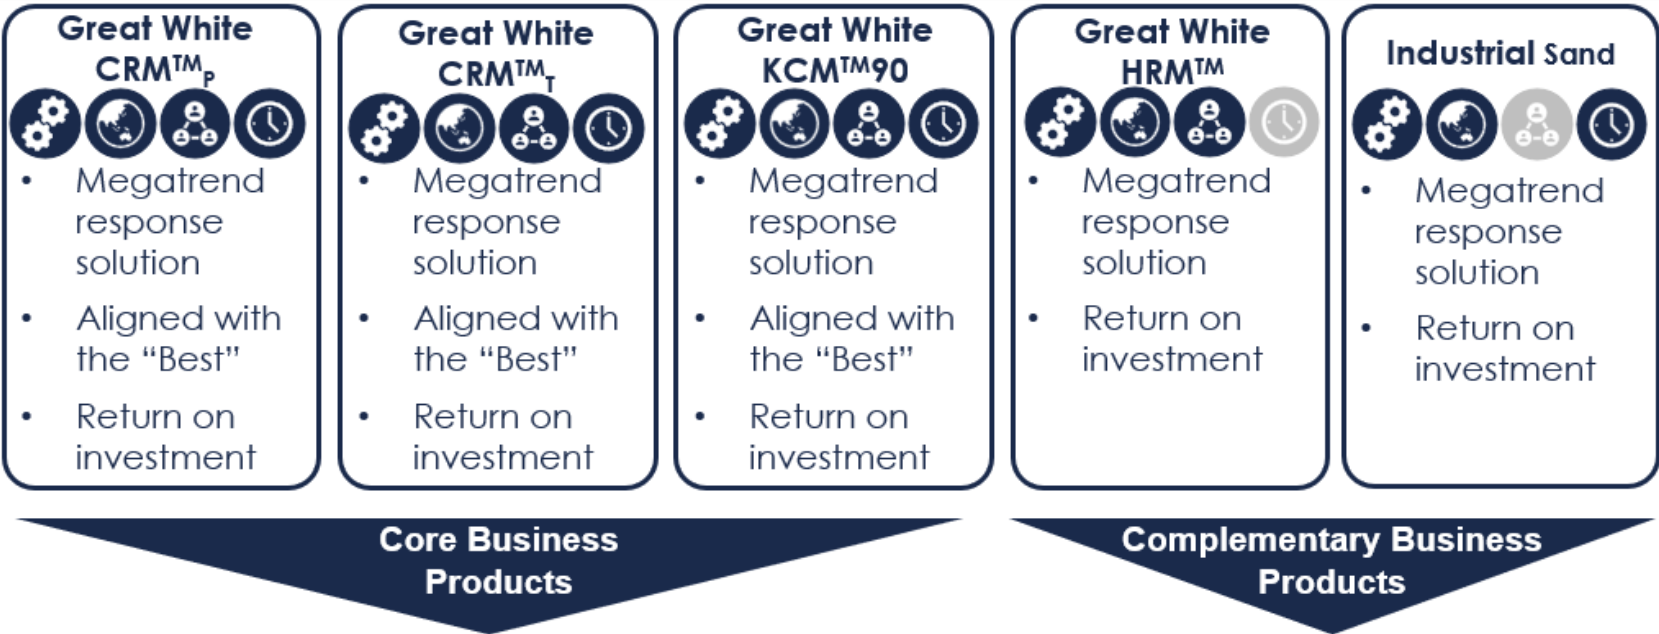 Great White
CRM™P
• Megatrend
response
solution
• Aligned with
the “Best”
• Return on
investment
Great White
CRM™T
• Megatrend
response
solution
• Aligned with
the “Best”
• Return on
investment
Great White
KCM™90
• Megatrend
response
solution
• Aligned with
the “Best”
• Return on
investment
Great White
HRM™
• Megatrend
response
solution
• Return on
investment
Industrial Sand
• Megatrend
response
solution
• Return on
investment
Core Business
Products
Complementary Business
Products